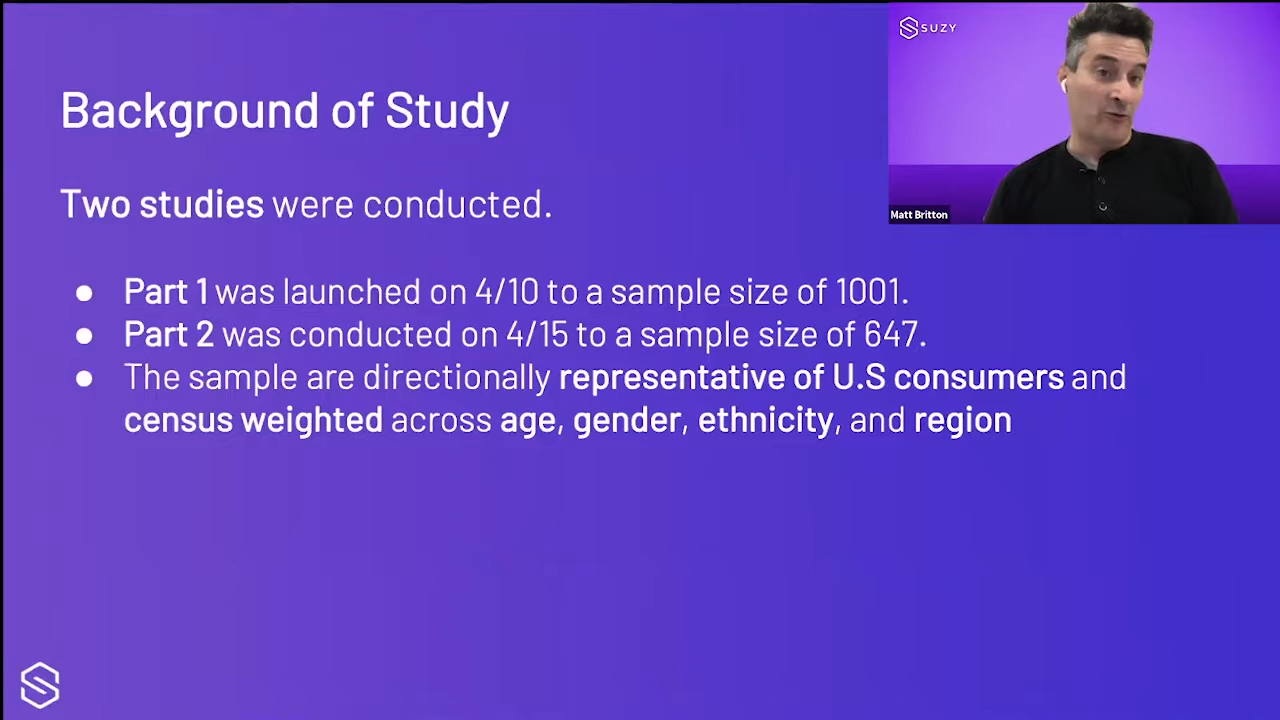 SUZY
Background of Study
Matt Britton
Two studies were conducted.
● Part 1 was launched on 4/10 to a sample size of 1001.
● Part 2 was conducted on 4/15 to a sample size of 647.
● The sample are directionally representative of U.S consumers and
census weighted across age, gender, ethnicity, and region